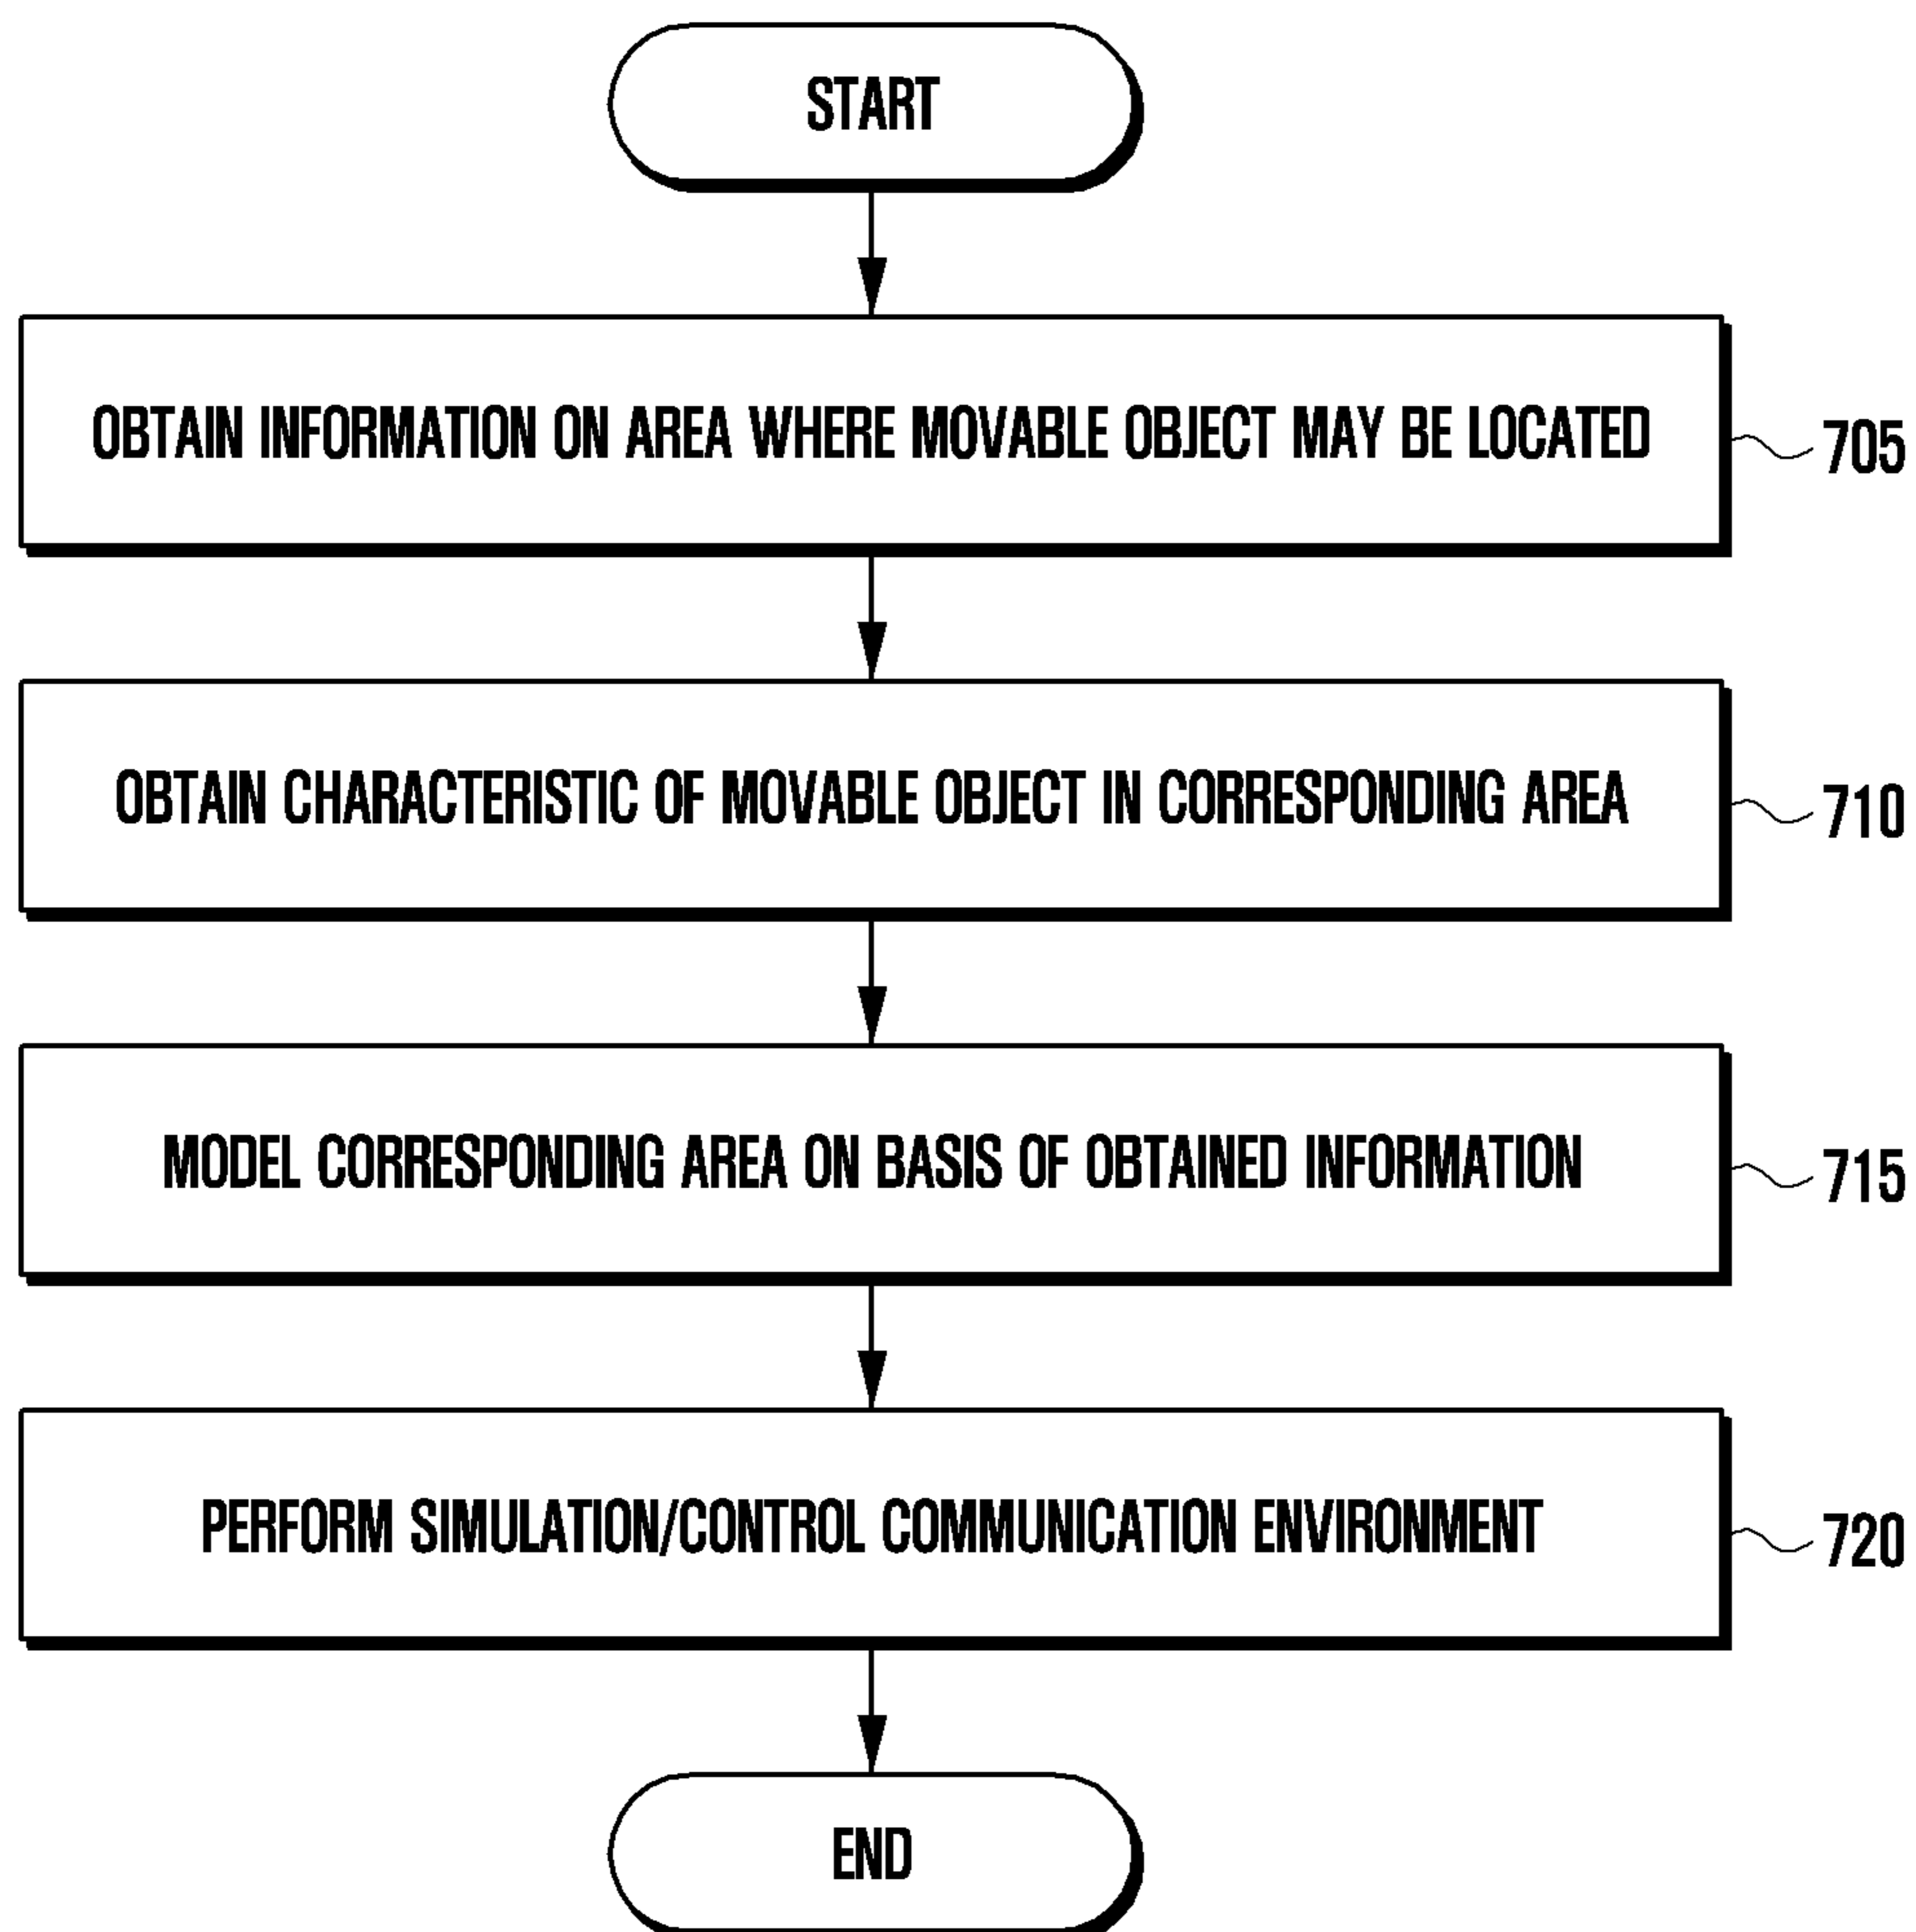 START
OBTAIN INFORMATION ON AREA WHERE MOVABLE OBJECT MAY BE LOCATED
705
OBTAIN CHARACTERISTIC OF MOVABLE OBJECT IN CORRESPONDING AREA
710
MODEL CORRESPONDING AREA ON BASIS OF OBTAINED INFORMATION
715
PERFORM SIMULATION/CONTROL COMMUNICATION ENVIRONMENT
720
END